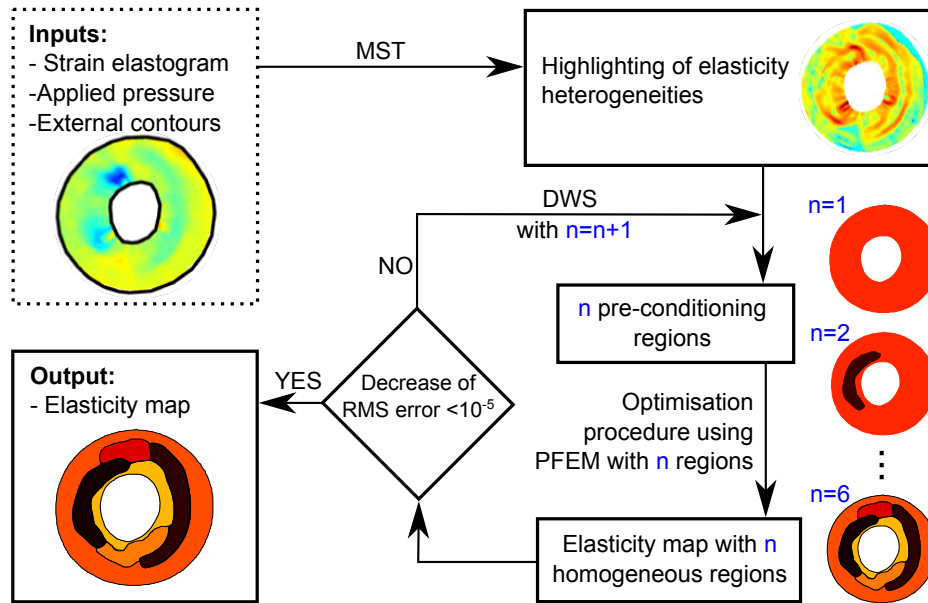 Inputs:
- Strain elastogram
-Applied pressure
-External contours
MST
Highlighting of elasticity
heterogeneities
DWS
with n=n+1
n=1
NO
n pre-conditioning
regions
n=2
Output:
- Elasticity map
YES
Decrease of
RMS error <10⁻⁵
Optimisation
procedure using
PFEM with n regions
⋮
n=6
Elasticity map with n
homogeneous regions